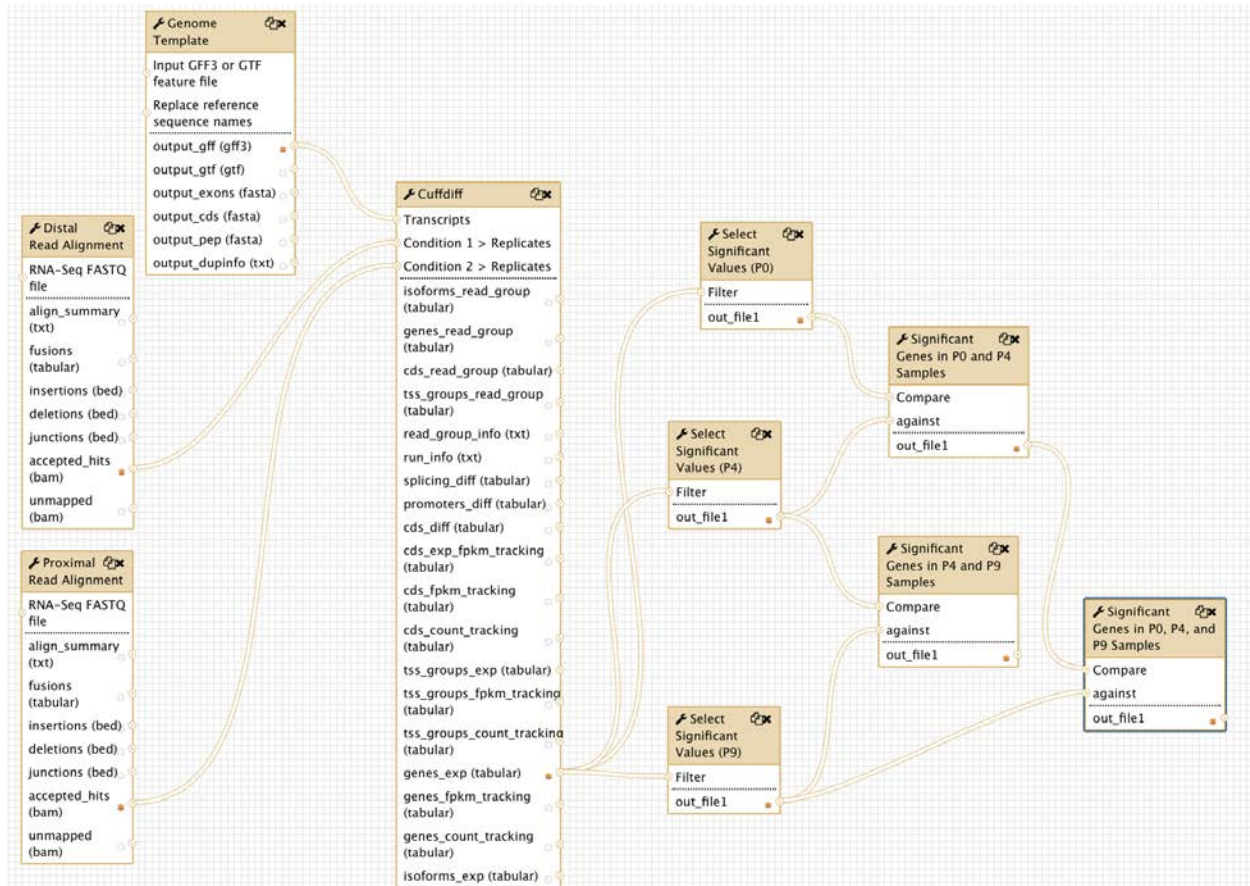 Genome
Template
Input GFF3 or GTF
feature file
Replace reference
sequence names
output_gff (gff3)
output_gtf (gtf)
output_exons (fasta)
output_cds (fasta)
output_pep (fasta)
output_dupinfo (txt)
Distal
Read Alignment
RNA-Seq FASTQ
file
align_summary
(txt)
fusions
(tabular)
insertions (bed)
deletions (bed)
junctions (bed)
accepted_hits
(bam)
unmapped
(bam)
Proximal
Read Alignment
RNA-Seq FASTQ
file
align_summary
(txt)
fusions
(tabular)
insertions (bed)
deletions (bed)
junctions (bed)
accepted_hits
(bam)
unmapped
(bam)
Cuffdiff
Transcripts
Condition 1 > Replicates
Condition 2 > Replicates
isoforms_read_group
(tabular)
genes_read_group
(tabular)
cds_read_group (tabular)
tss_groups_read_group
(tabular)
read_group_info (txt)
run_info (txt)
splicing_diff (tabular)
promoters_diff (tabular)
cds_diff (tabular)
cds_exp_fpkm_tracking
(tabular)
cds_fpkm_tracking
(tabular)
cds_count_tracking
(tabular)
tss_groups_exp (tabular)
tss_groups_fpkm_tracking
(tabular)
tss_groups_count_tracking
(tabular)
genes_exp (tabular)
genes_fpkm_tracking
(tabular)
genes_count_tracking
(tabular)
isoforms_exp (tabular)
Select
Significant
Values (P0)
Filter
out_file1
Select
Significant
Values (P4)
Filter
out_file1
Select
Significant
Values (P9)
Filter
out_file1
Significant
Genes in P0 and P4
Samples
Compare
against
out_file1
Significant
Genes in P4 and P9
Samples
Compare
against
out_file1
Significant
Genes in P0, P4, and
P9 Samples
Compare
against
out_file1